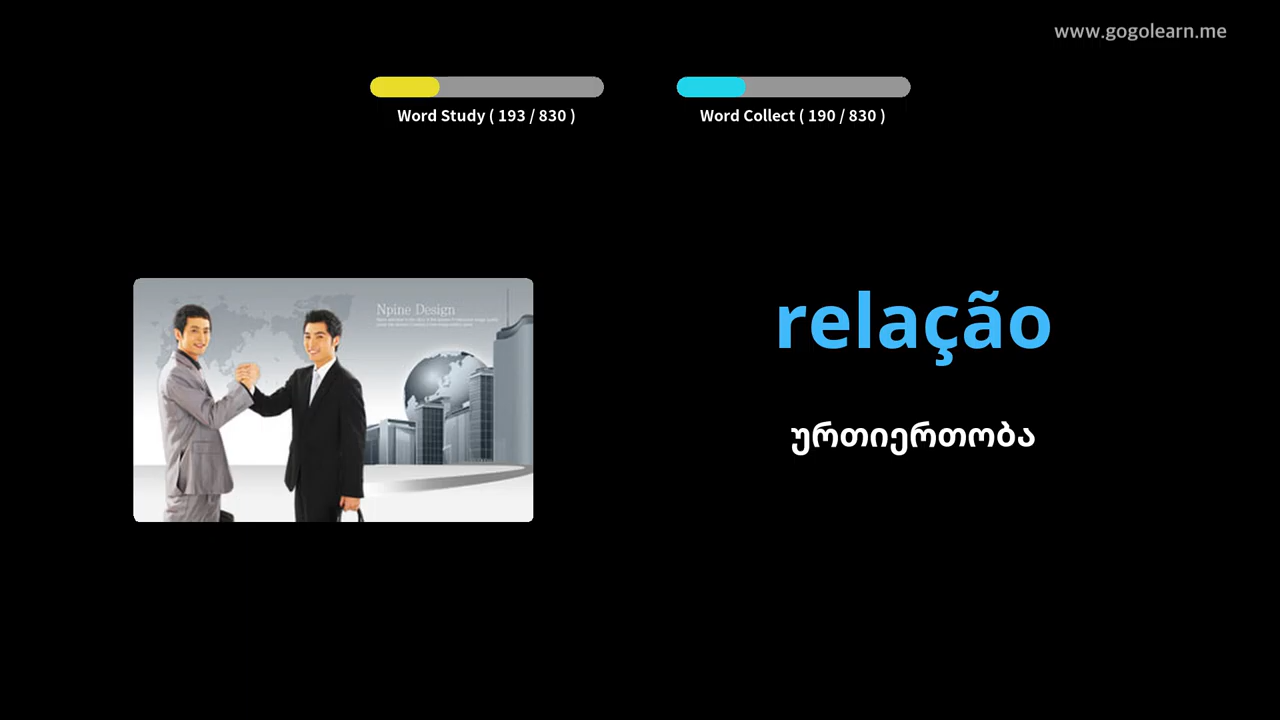 www.gogolearn.me
Word Study ( 193 / 830 )
Word Collect ( 190 / 830 )
Npine Design
relação
ურთიერთობა